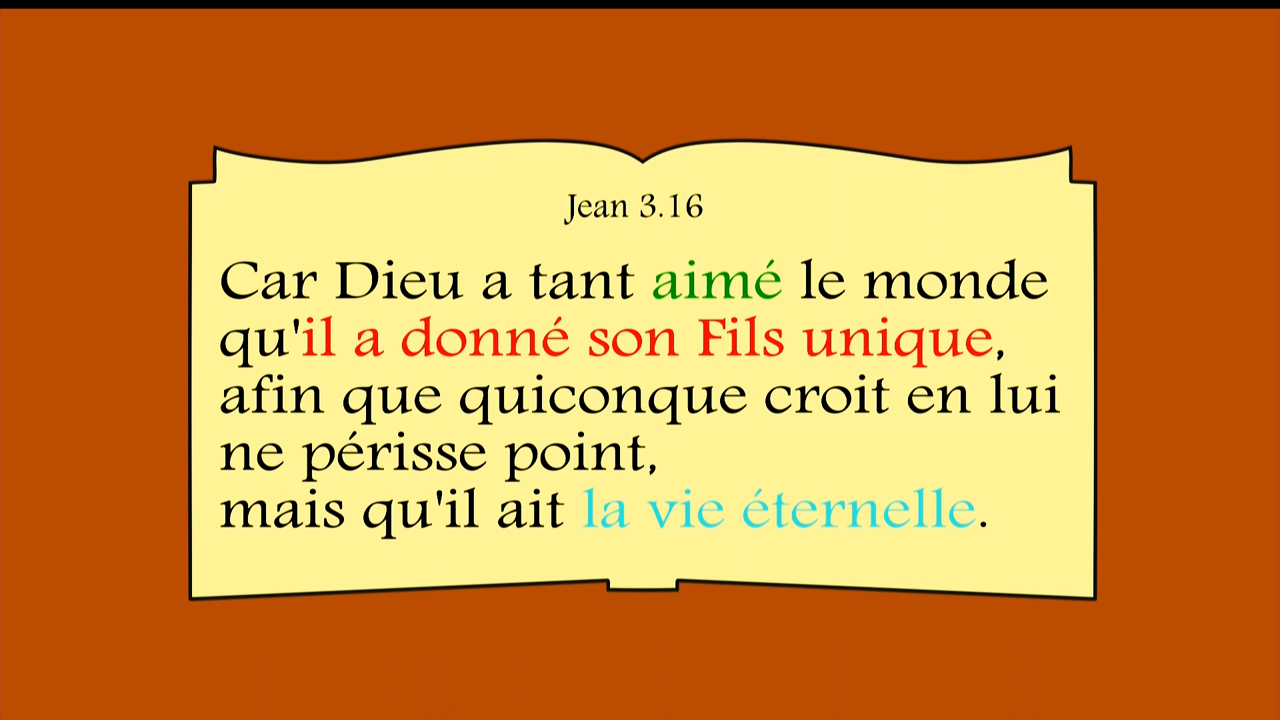 Jean 3.16
Car Dieu a tant aimé le monde
qu'il a donné son Fils unique,
afin que quiconque croit en lui
ne périsse point,
mais qu'il ait la vie éternelle.